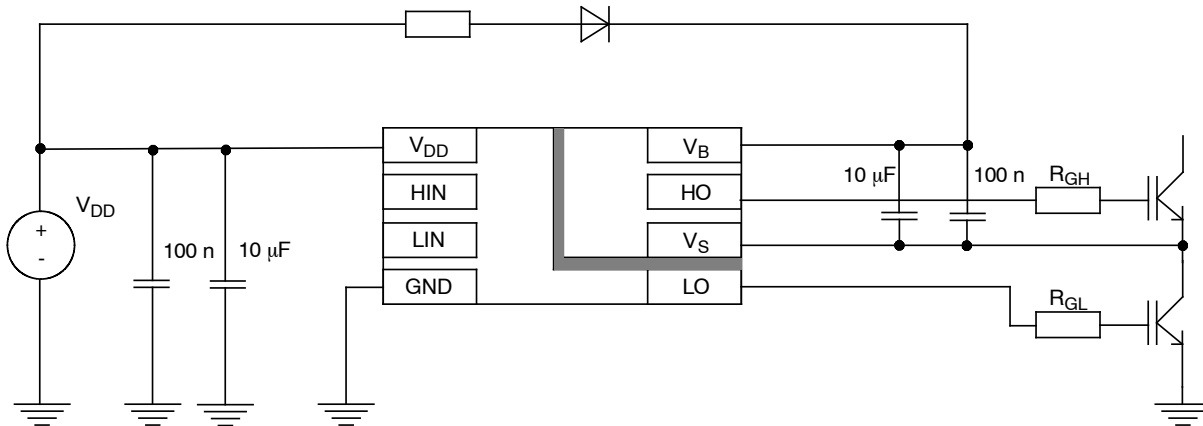 V_DD
V_B
HIN
HO
LIN
V_S
GND
LO
V_DD
+
-
100 n
10 µF
10 µF
100 n
R_GH
R_GL